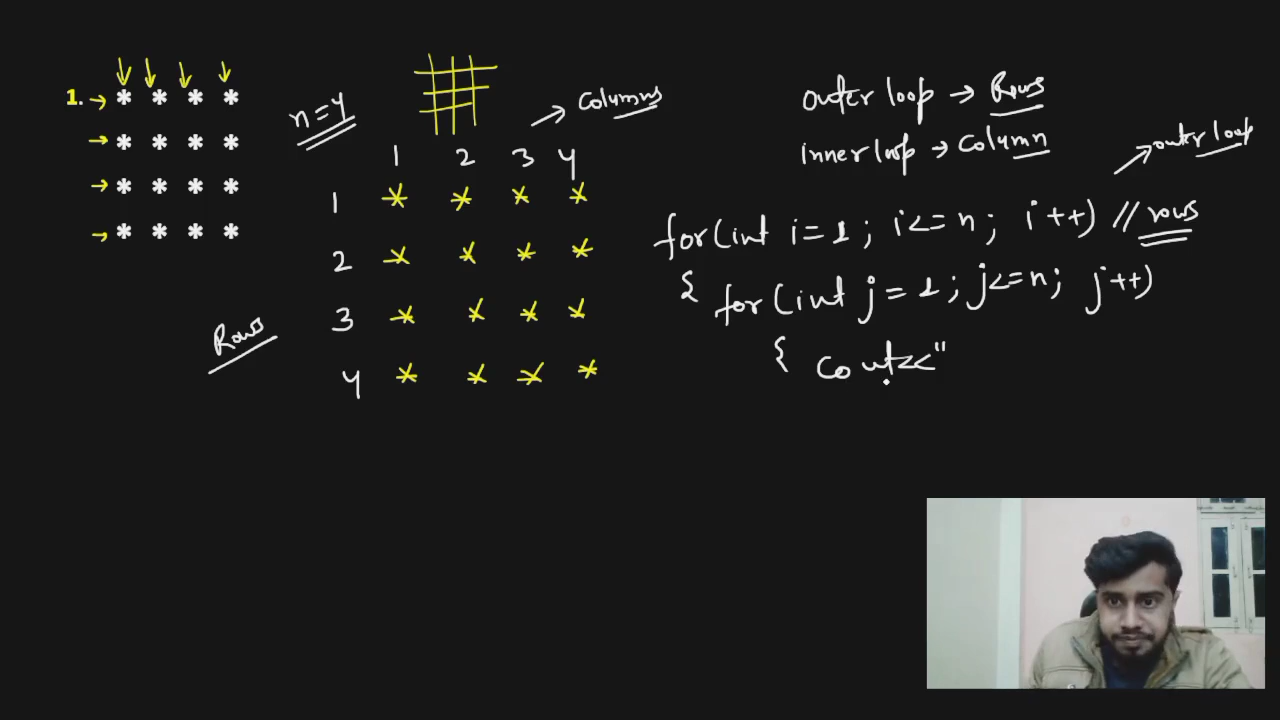 1. → * * * *
→ * * * *
→ * * * *
→ * * * *
n=4
→ Columns
1 2 3 4
1 * * * *
2 * * * *
3 * * * *
4 * * * *
Rows
outer loop → Rows
inner loop → Column
→ outer loop
for(int i=1; i<=n; i++) // rows
{ for(int j=1; j<=n; j++)
{ cout<<"